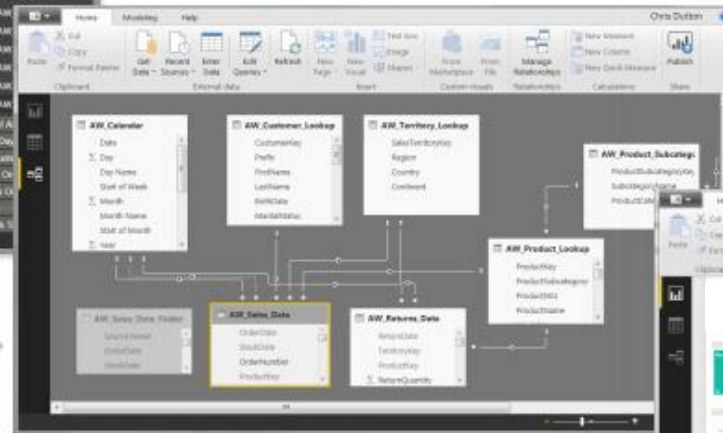 Home Modeling Help Chris Dutton
Cut
Copy
Format Painter
Paste
Get Data
Recent Sources
Enter Data
Edit Queries
Refresh
New Page
New Visual
Text box
Image
Shapes
From Marketplace
From File
Manage Relationships
New Measure
New Column
New Quick Measure
Publish
Clipboard External data Insert Custom visuals Relationships Calculations Share
AW_Calendar
Date
Day
Day Name
Start of Week
Month
Month Name
Start of Month
Year
AW_Customer_Lookup
CustomerKey
Prefix
FirstName
LastName
BirthDate
MaritalStatus
AW_Territory_Lookup
SalesTerritoryKey
Region
Country
Continent
AW_Product_Subcateg
ProductSubcategoryKey
SubcategoryName
AW_Product_Lookup
ProductKey
ProductSubcategory
ProductSKU
ProductName
AW_Sales_Data
OrderDate
StockDate
OrderNumber
ProductKey
AW_Returns_Data
ReturnDate
TerritoryKey
ProductKey
ReturnQuantity
Paste